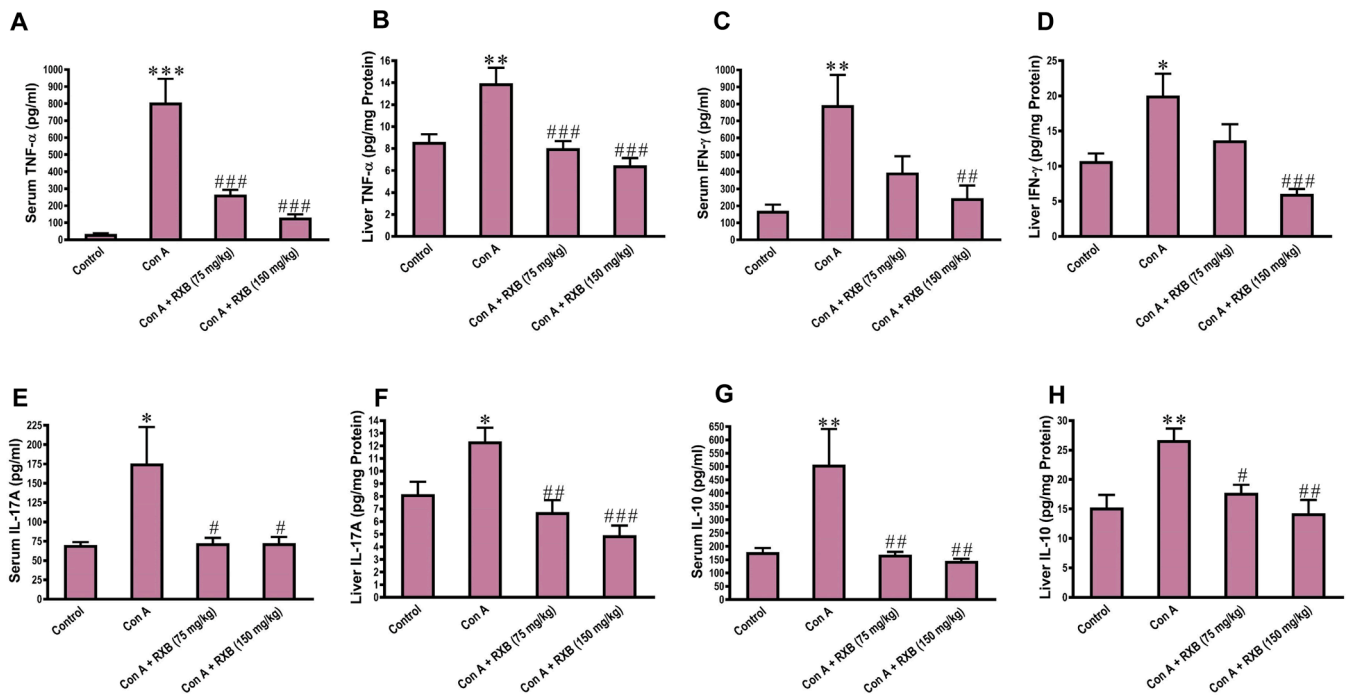 A
Serum TNF-α (pg/ml)
1000
900
800
700
600
500
400
300
200
100
0
***
###
###
Control
Con A
Con A + RXB (75 mg/kg)
Con A + RXB (150 mg/kg)
B
Liver TNF-α (pg/mg Protein)
16
14
12
10
8
6
4
2
0
**
###
###
Control
Con A
Con A + RXB (75 mg/kg)
Con A + RXB (150 mg/kg)
C
Serum IFN-γ (pg/ml)
1000
900
800
700
600
500
400
300
200
100
0
**
##
Control
Con A
Con A + RXB (75 mg/kg)
Con A + RXB (150 mg/kg)
D
Liver IFN-γ (pg/mg Protein)
25
20
15
10
5
0
*
###
Control
Con A
Con A + RXB (75 mg/kg)
Con A + RXB (150 mg/kg)
E
Serum IL-17A (pg/ml)
225
200
175
150
125
100
75
50
25
0
*
#
#
Control
Con A
Con A + RXB (75 mg/kg)
Con A + RXB (150 mg/kg)
F
Liver IL-17A (pg/mg Protein)
14
13
12
11
10
9
8
7
6
5
4
3
2
1
0
*
##
###
Control
Con A
Con A + RXB (75 mg/kg)
Con A + RXB (150 mg/kg)
G
Serum IL-10 (pg/ml)
650
600
550
500
450
400
350
300
250
200
150
100
50
0
**
##
##
Control
Con A
Con A + RXB (75 mg/kg)
Con A + RXB (150 mg/kg)
H
Liver IL-10 (pg/mg Protein)
30
25
20
15
10
5
0
**
#
##
Control
Con A
Con A + RXB (75 mg/kg)
Con A + RXB (150 mg/kg)